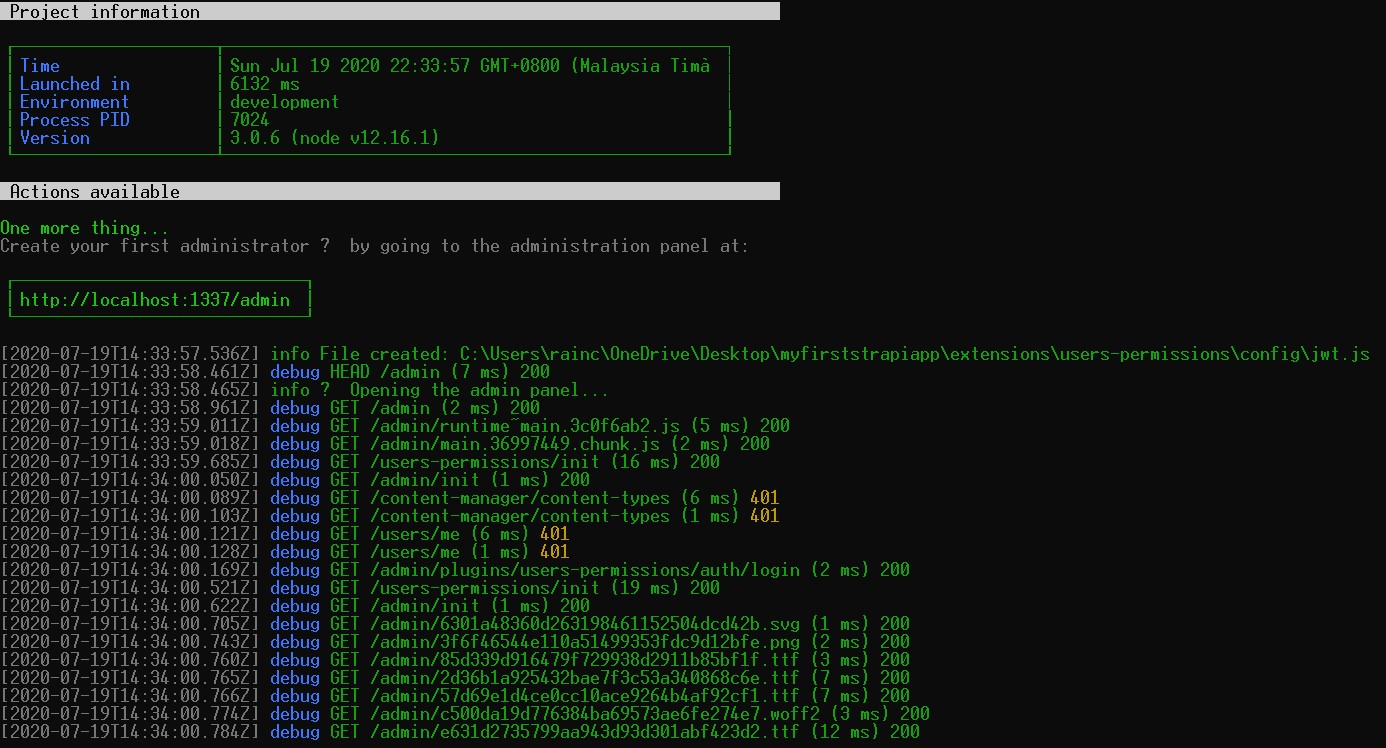 Project information
Time Sun Jul 19 2020 22:33:57 GMT+0800 (Malaysia Timà
Launched in 6132 ms
Environment development
Process PID 7024
Version 3.0.6 (node v12.16.1)
Actions available
One more thing...
Create your first administrator ?  by going to the administration panel at:
http://localhost:1337/admin
[2020-07-19T14:33:57.536Z] info File created: C:\Users\rainc\OneDrive\Desktop\myfirststrapiapp\extensions\users-permissions\config\jwt.js
[2020-07-19T14:33:58.461Z] debug HEAD /admin (7 ms) 200
[2020-07-19T14:33:58.465Z] info ?  Opening the admin panel...
[2020-07-19T14:33:58.961Z] debug GET /admin (2 ms) 200
[2020-07-19T14:33:59.011Z] debug GET /admin/runtime~main.3c0f6ab2.js (5 ms) 200
[2020-07-19T14:33:59.018Z] debug GET /admin/main.36997449.chunk.js (2 ms) 200
[2020-07-19T14:33:59.685Z] debug GET /users-permissions/init (16 ms) 200
[2020-07-19T14:34:00.050Z] debug GET /admin/init (1 ms) 200
[2020-07-19T14:34:00.089Z] debug GET /content-manager/content-types (6 ms) 401
[2020-07-19T14:34:00.103Z] debug GET /content-manager/content-types (1 ms) 401
[2020-07-19T14:34:00.121Z] debug GET /users/me (6 ms) 401
[2020-07-19T14:34:00.128Z] debug GET /users/me (1 ms) 401
[2020-07-19T14:34:00.169Z] debug GET /admin/plugins/users-permissions/auth/login (2 ms) 200
[2020-07-19T14:34:00.521Z] debug GET /users-permissions/init (19 ms) 200
[2020-07-19T14:34:00.622Z] debug GET /admin/init (1 ms) 200
[2020-07-19T14:34:00.705Z] debug GET /admin/6301a48360d263198461152504dcd42b.svg (1 ms) 200
[2020-07-19T14:34:00.743Z] debug GET /admin/3f6f46544e110a51499353fdc9d12bfe.png (2 ms) 200
[2020-07-19T14:34:00.760Z] debug GET /admin/85d339d916479f729938d2911b85bf1f.ttf (3 ms) 200
[2020-07-19T14:34:00.765Z] debug GET /admin/2d36b1a925432bae7f3c53a340868c6e.ttf (7 ms) 200
[2020-07-19T14:34:00.766Z] debug GET /admin/57d69e1d4ce0cc10ace9264b4af92cf1.ttf (7 ms) 200
[2020-07-19T14:34:00.774Z] debug GET /admin/c500da19d776384ba69573ae6fe274e7.woff2 (3 ms) 200
[2020-07-19T14:34:00.784Z] debug GET /admin/e631d2735799aa943d93d301abf423d2.ttf (12 ms) 200